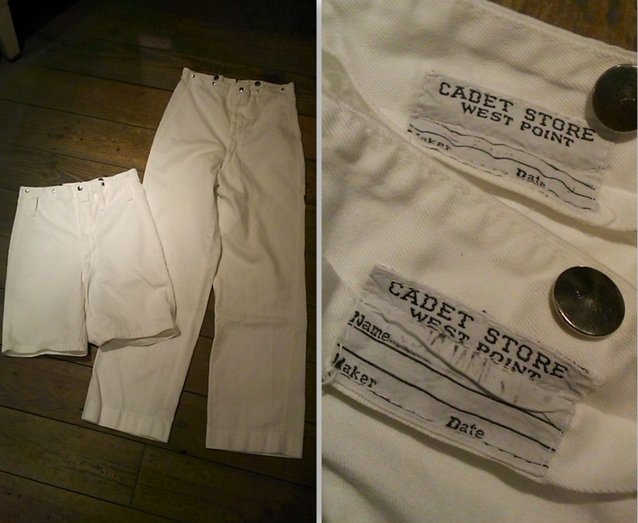 CADET STORE
WEST POINT
Maker
Date
CADET STORE
WEST POINT
Name
Maker
Date